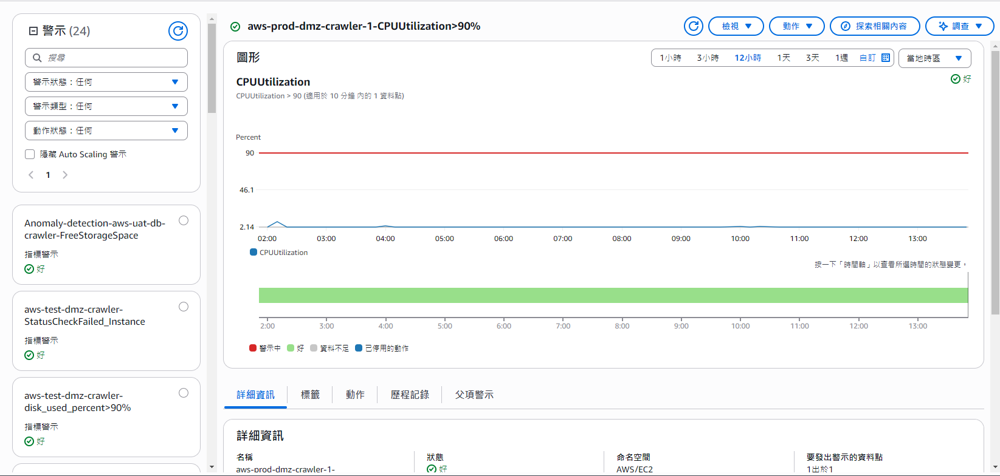 警示 (24)
搜尋
警示狀態：任何
警示類型：任何
動作狀態：任何
隱藏 Auto Scaling 警示
1
Anomaly-detection-aws-uat-db-
crawler-FreeStorageSpace
指標警示
好
aws-test-dmz-crawler-
StatusCheckFailed_Instance
指標警示
好
aws-test-dmz-crawler-
disk_used_percent>90%
指標警示
好
aws-prod-dmz-crawler-1-CPUUtilization>90%
檢視
動作
探索相關內容
調查
圖形
1小時 3小時 12小時 1天 3天 1週 自訂
當地時區
CPUUtilization
好
CPUUtilization > 90 (適用於 10 分鐘 內的 1 資料點)
Percent
90
46.1
2.14
02:00 03:00 04:00 05:00 06:00 07:00 08:00 09:00 10:00 11:00 12:00 13:00
CPUUtilization
按一下「時間軸」以查看所選時間的狀態變更。
2:00 3:00 4:00 5:00 6:00 7:00 8:00 9:00 10:00 11:00 12:00 13:00
警示中 好 資料不足 已停用的動作
詳細資訊 標籤 動作 歷程記錄 父項警示
詳細資訊
名稱
aws-prod-dmz-crawler-1-
狀態
好
命名空間
AWS/EC2
要發出警示的資料點
1出於1